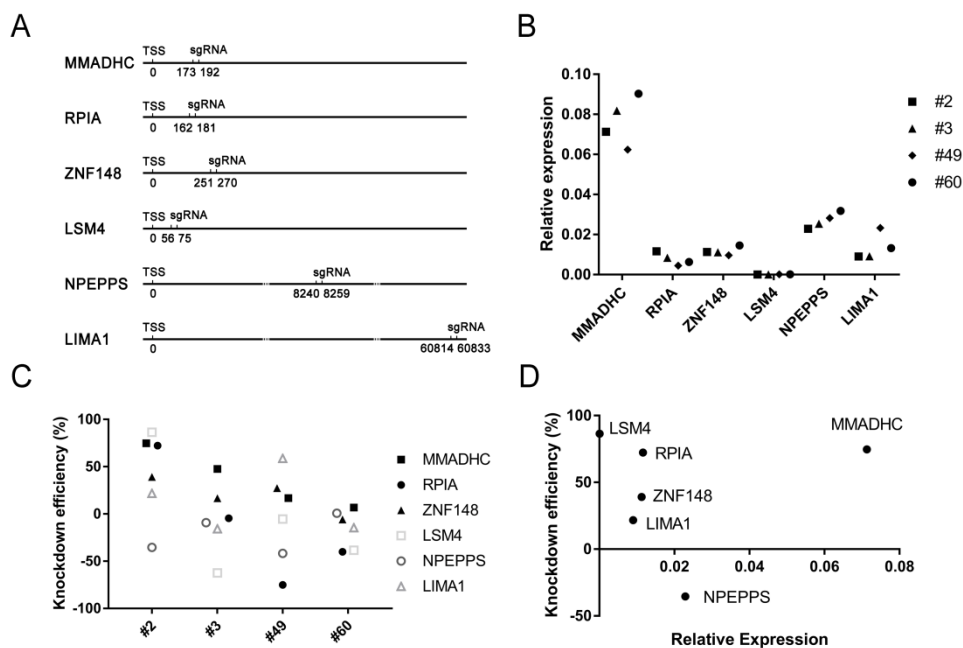 A
MMADHC
TSS
sgRNA
0
173 192
RPIA
TSS
sgRNA
0
162 181
ZNF148
TSS
sgRNA
0
251 270
LSM4
TSS
sgRNA
0 56 75
NPEPPS
TSS
sgRNA
0
8240 8259
LIMA1
TSS
sgRNA
0
60814 60833
B
Relative expression
0.10
0.08
0.06
0.04
0.02
0.00
MMADHC
RPIA
ZNF148
LSM4
NPEPPS
LIMA1
#2
#3
#49
#60
C
Knockdown efficiency (%)
100
50
0
-50
-100
#2
#3
#49
#60
MMADHC
RPIA
ZNF148
LSM4
NPEPPS
LIMA1
D
Knockdown efficiency (%)
100
50
0
-50
LSM4
RPIA
ZNF148
LIMA1
MMADHC
NPEPPS
0.02
0.04
0.06
0.08
Relative Expression